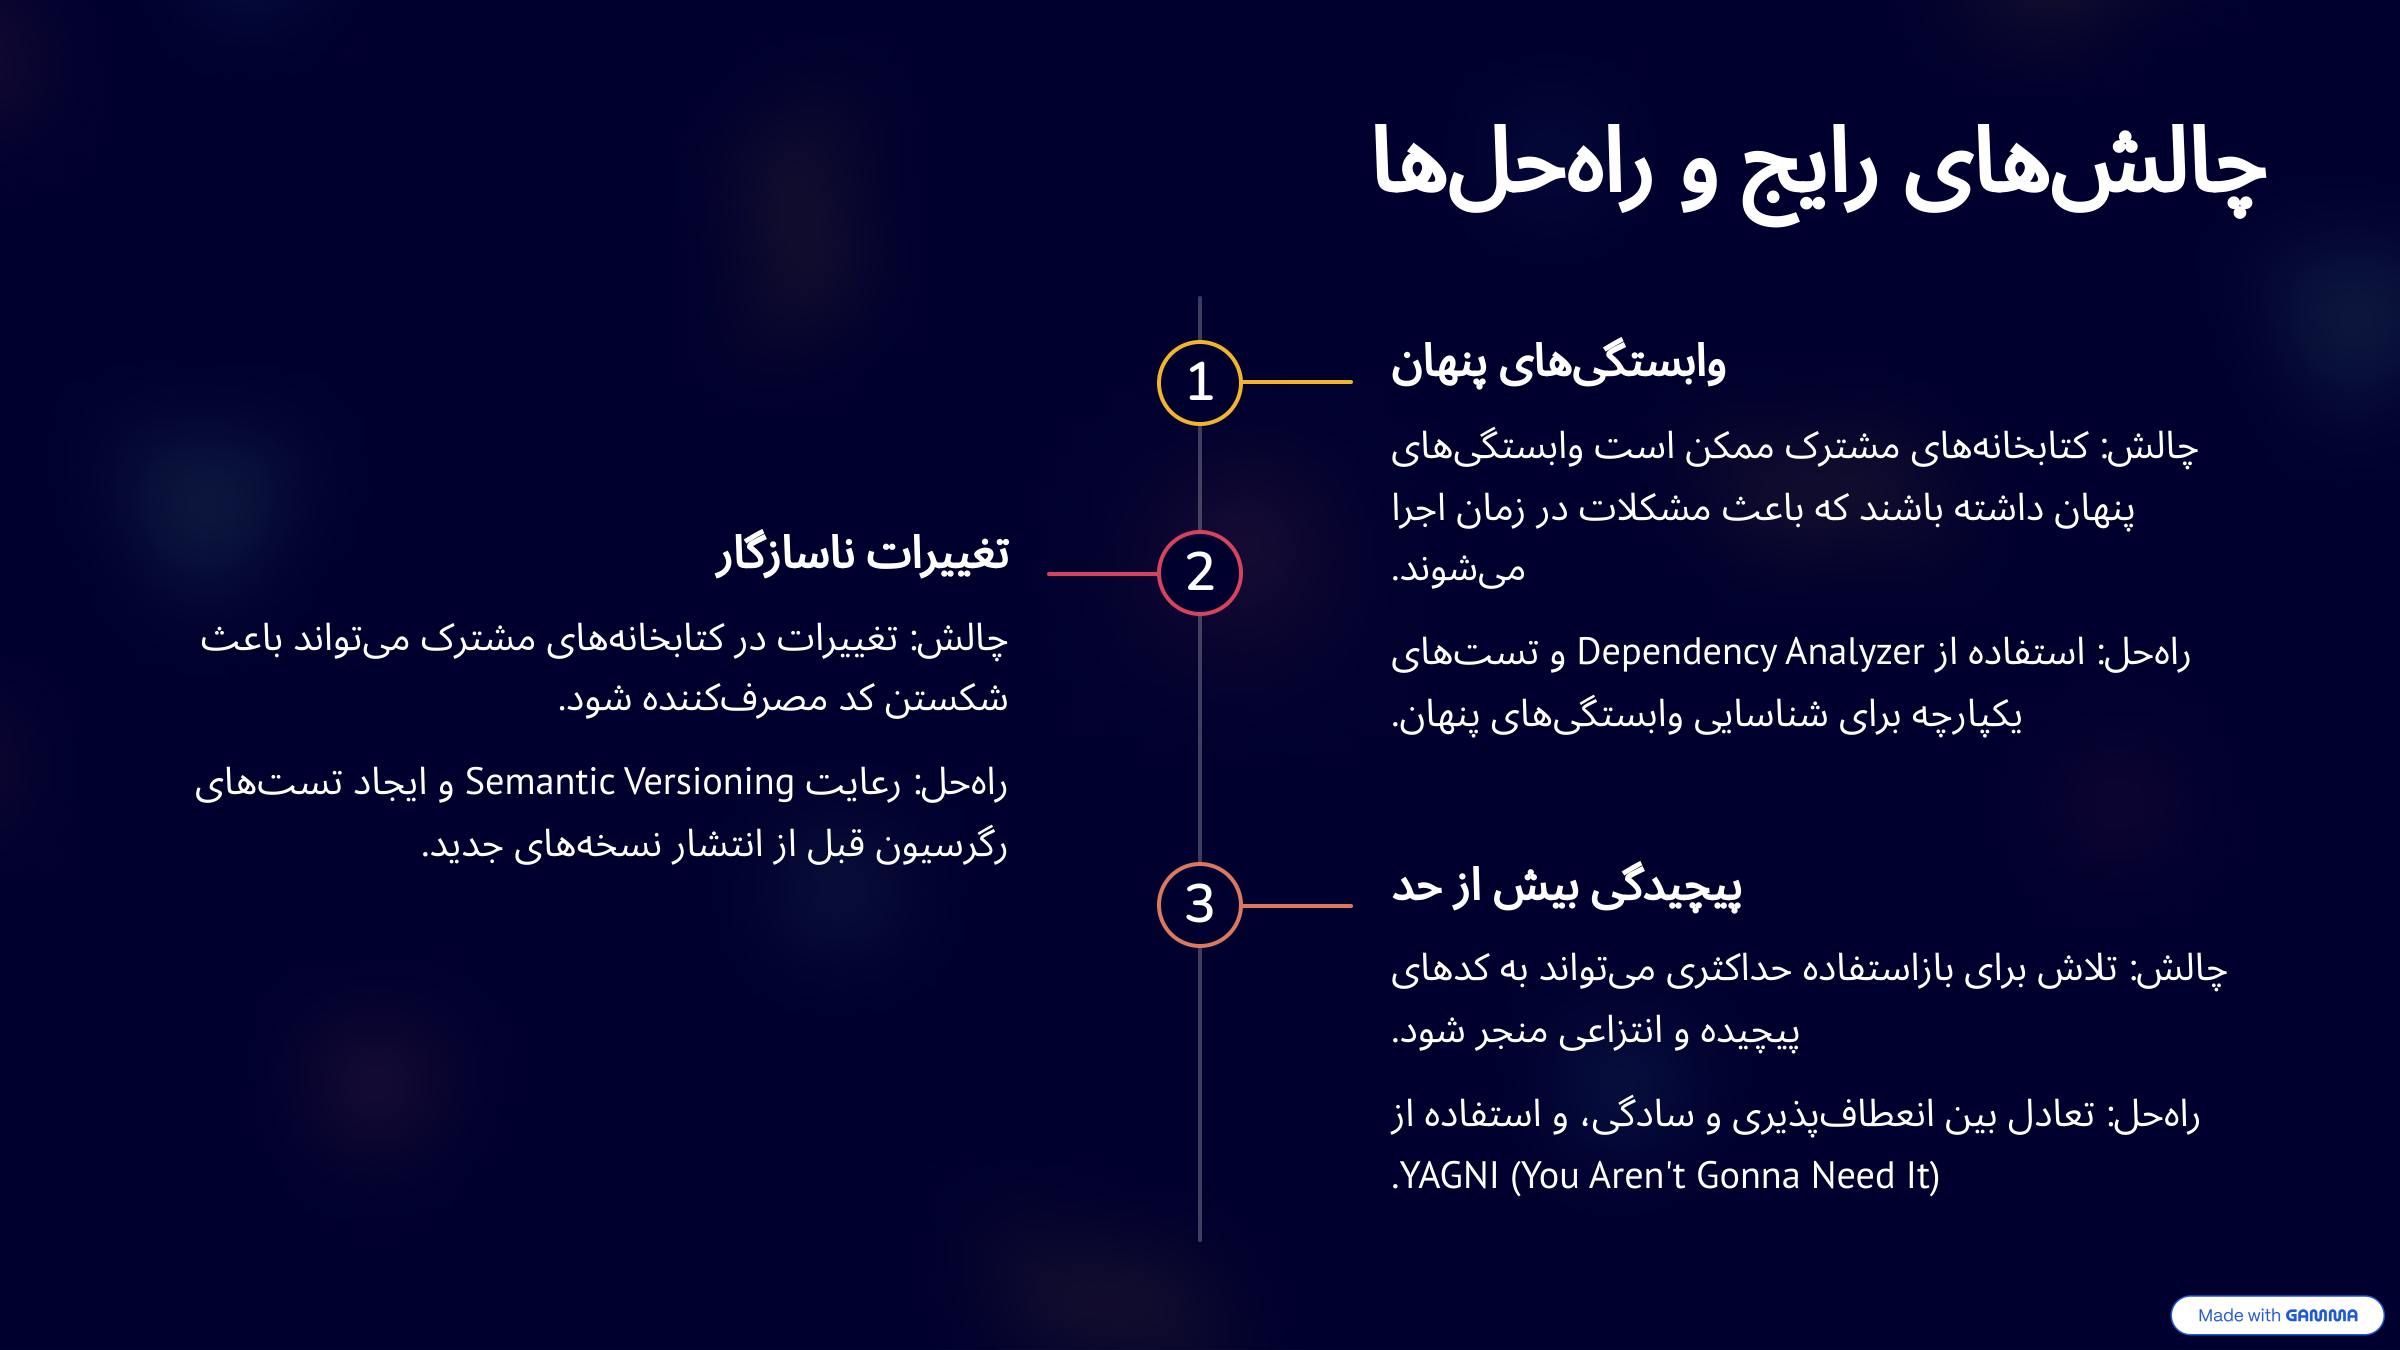 چالش‌های رایج و راه‌حل‌ها
1
وابستگی‌های پنهان
چالش: کتابخانه‌های مشترک ممکن است وابستگی‌های
پنهان داشته باشند که باعث مشکلات در زمان اجرا
می‌شوند.
راه‌حل: استفاده از Dependency Analyzer و تست‌های
یکپارچه برای شناسایی وابستگی‌های پنهان.
2
تغییرات ناسازگار
چالش: تغییرات در کتابخانه‌های مشترک می‌تواند باعث
شکستن کد مصرف‌کننده شود.
راه‌حل: رعایت Semantic Versioning و ایجاد تست‌های
رگرسیون قبل از انتشار نسخه‌های جدید.
3
پیچیدگی بیش از حد
چالش: تلاش برای بازاستفاده حداکثری می‌تواند به کدهای
پیچیده و انتزاعی منجر شود.
راه‌حل: تعادل بین انعطاف‌پذیری و سادگی، و استفاده از
YAGNI (You Aren't Gonna Need It).
Made with GAMMA